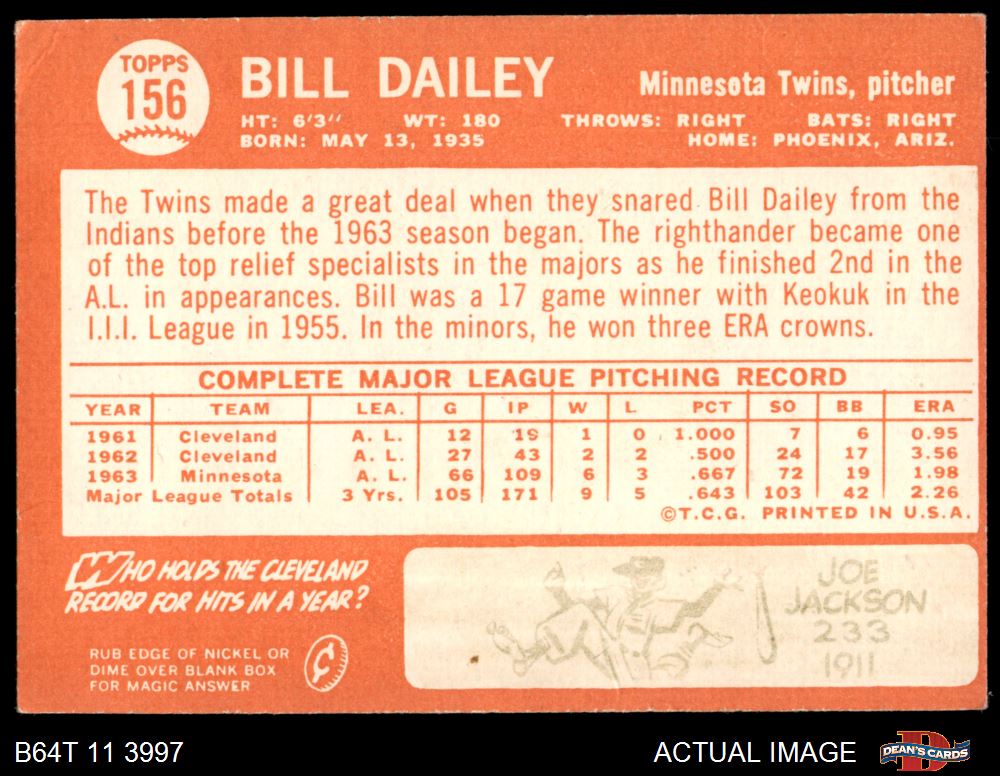 TOPPS
156
BILL DAILEY
Minnesota Twins, pitcher
HT: 6'3" WT: 180 THROWS: RIGHT BATS: RIGHT
BORN: MAY 13, 1935 HOME: PHOENIX, ARIZ.
The Twins made a great deal when they snared Bill Dailey from the
Indians before the 1963 season began. The righthander became one
of the top relief specialists in the majors as he finished 2nd in the
A.L. in appearances. Bill was a 17 game winner with Keokuk in the
I.I.I. League in 1955. In the minors, he won three ERA crowns.
COMPLETE MAJOR LEAGUE PITCHING RECORD
YEAR TEAM LEA. G IP W L PCT SO BB ERA
1961 Cleveland A. L. 12 19 1 0 1.000 7 6 0.95
1962 Cleveland A. L. 27 43 2 2 .500 24 17 3.56
1963 Minnesota A. L. 66 109 6 3 .667 72 19 1.98
Major League Totals 3 Yrs. 105 171 9 5 .643 103 42 2.26
©T.C.G. PRINTED IN U.S.A.
WHO HOLDS THE CLEVELAND
RECORD FOR HITS IN A YEAR?
RUB EDGE OF NICKEL OR
DIME OVER BLANK BOX
FOR MAGIC ANSWER
JOE
JACKSON
233
1911
B64T 11 3997
ACTUAL IMAGE
DEAN'S CARDS